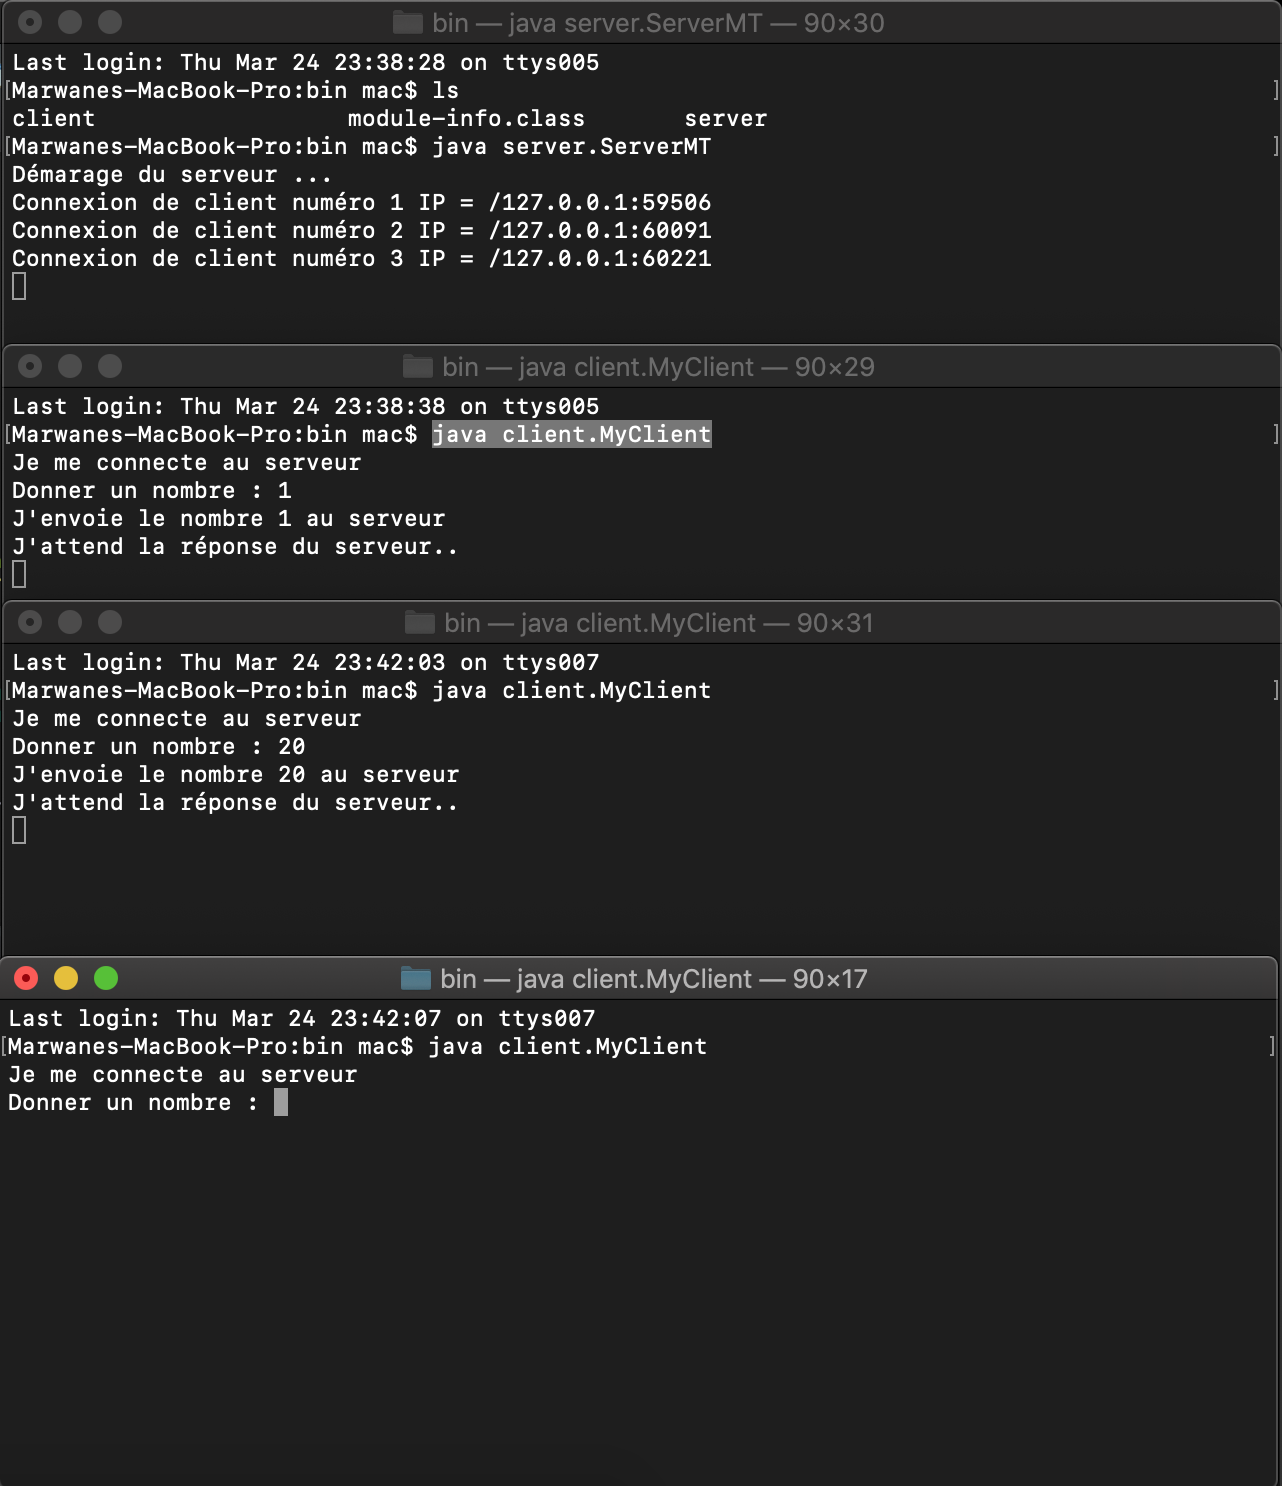 bin — java server.ServerMT — 90×30
Last login: Thu Mar 24 23:38:28 on ttys005
[Marwanes-MacBook-Pro:bin mac$ ls ]
client module-info.class server
[Marwanes-MacBook-Pro:bin mac$ java server.ServerMT ]
Démarage du serveur ...
Connexion de client numéro 1 IP = /127.0.0.1:59506
Connexion de client numéro 2 IP = /127.0.0.1:60091
Connexion de client numéro 3 IP = /127.0.0.1:60221
bin — java client.MyClient — 90×29
Last login: Thu Mar 24 23:38:38 on ttys005
[Marwanes-MacBook-Pro:bin mac$ java client.MyClient ]
Je me connecte au serveur
Donner un nombre : 1
J'envoie le nombre 1 au serveur
J'attend la réponse du serveur..
bin — java client.MyClient — 90×31
Last login: Thu Mar 24 23:42:03 on ttys007
[Marwanes-MacBook-Pro:bin mac$ java client.MyClient ]
Je me connecte au serveur
Donner un nombre : 20
J'envoie le nombre 20 au serveur
J'attend la réponse du serveur..
bin — java client.MyClient — 90×17
Last login: Thu Mar 24 23:42:07 on ttys007
[Marwanes-MacBook-Pro:bin mac$ java client.MyClient ]
Je me connecte au serveur
Donner un nombre :